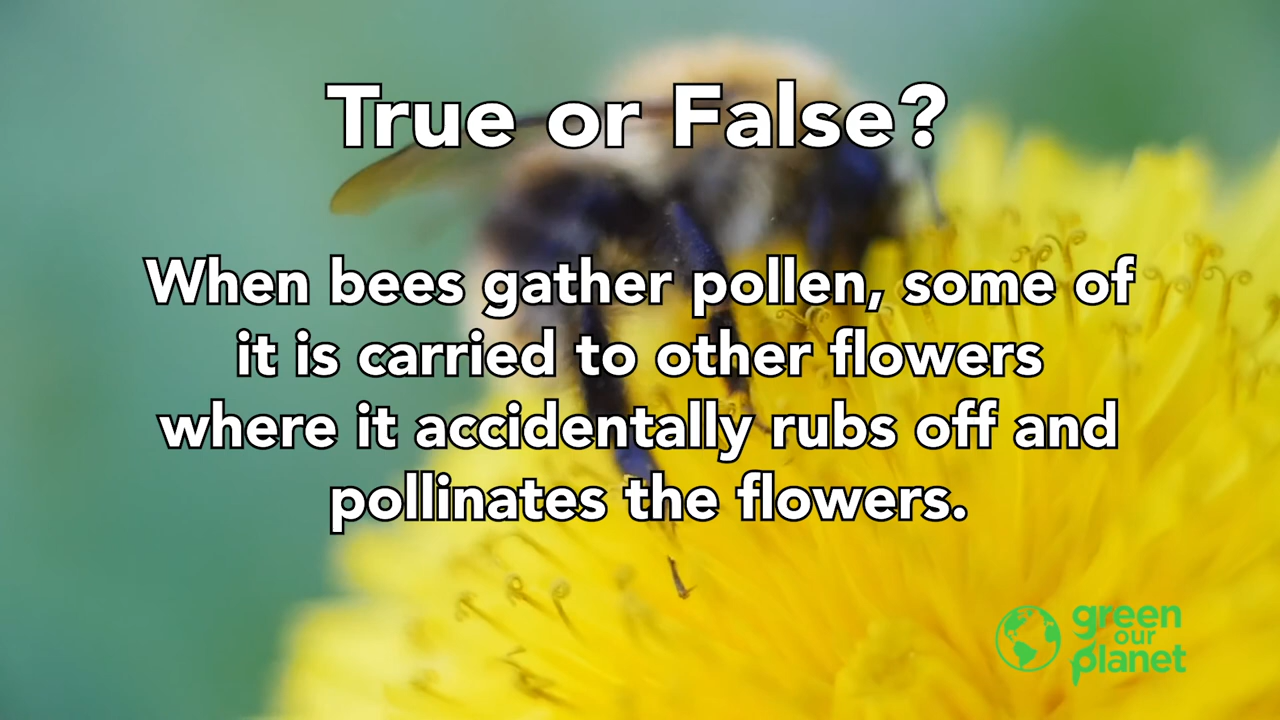 True or False?
When bees gather pollen, some of
it is carried to other flowers
where it accidentally rubs off and
pollinates the flowers.
green
our
planet